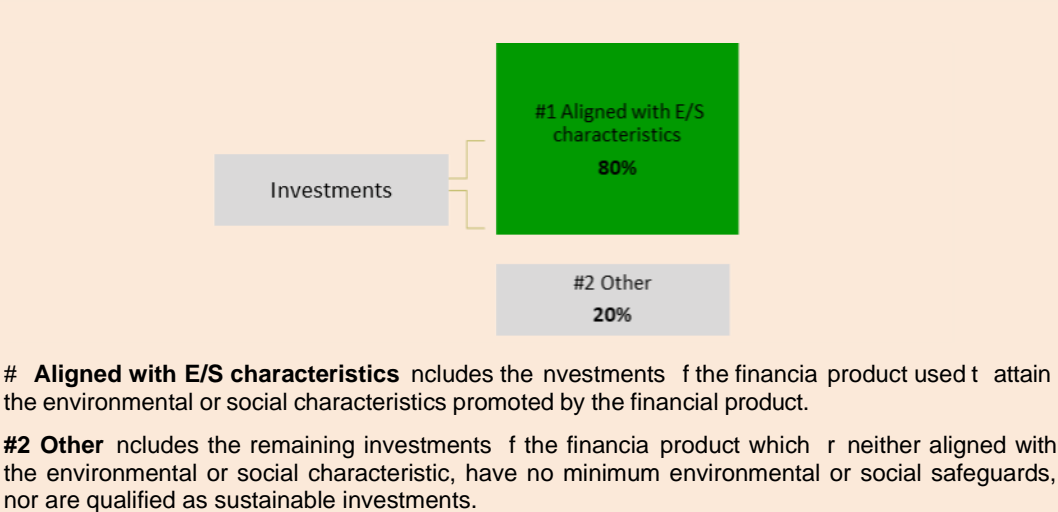 #1 Aligned with E/S
characteristics
80%
Investments
#2 Other
20%
# Aligned with E/S characteristics ncludes the nvestments f the financia product used t attain
the environmental or social characteristics promoted by the financial product.
#2 Other ncludes the remaining investments f the financia product which r neither aligned with
the environmental or social characteristic, have no minimum environmental or social safeguards,
nor are qualified as sustainable investments.